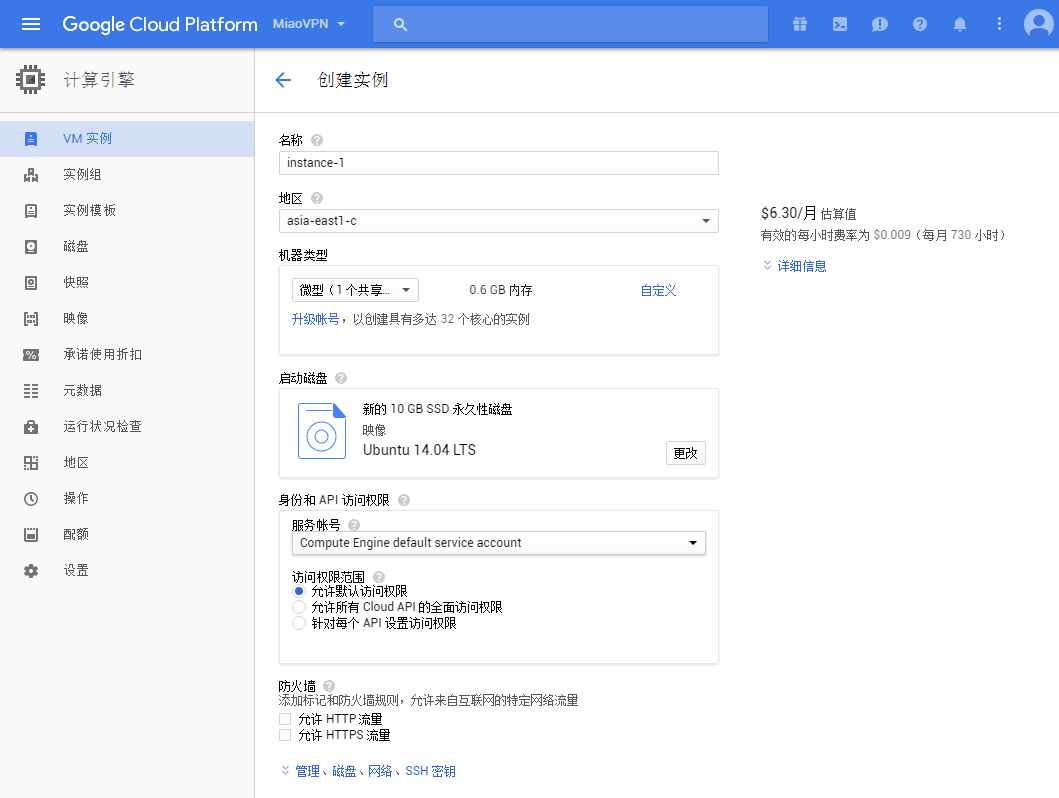 Google Cloud Platform MiaoVPN
计算引擎
创建实例
VM 实例
实例组
实例模板
磁盘
快照
映像
承诺使用折扣
元数据
运行状况检查
地区
操作
配额
设置
名称
instance-1
地区
asia-east1-c
机器类型
微型（1 个共享...
0.6 GB 内存
自定义
升级帐号，以创建具有多达 32 个核心的实例
启动磁盘
新的 10 GB SSD 永久性磁盘
映像
Ubuntu 14.04 LTS
更改
身份和 API 访问权限
服务帐号
Compute Engine default service account
访问权限范围
允许默认访问权限
允许所有 Cloud API 的全面访问权限
针对每个 API 设置访问权限
防火墙
添加标记和防火墙规则，允许来自互联网的特定网络流量
允许 HTTP 流量
允许 HTTPS 流量
管理、磁盘、网络、SSH 密钥
$6.30/月 估算值
有效的每小时费率为 $0.009（每月 730 小时）
详细信息